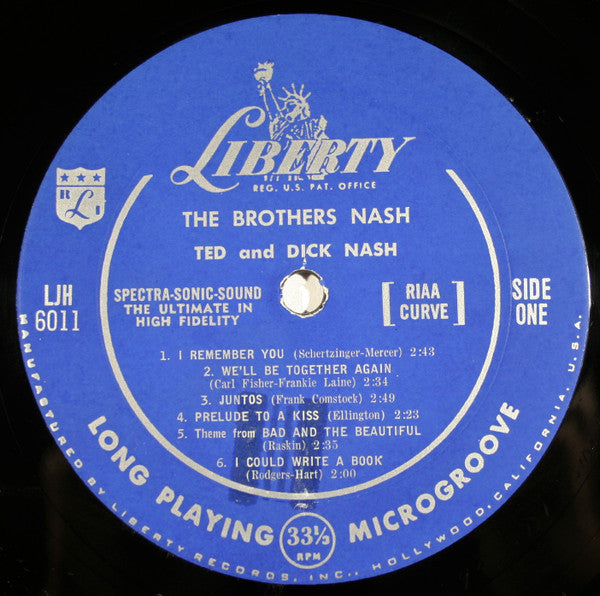 LIBERTY
REG. U.S. PAT. OFFICE
R L I
THE BROTHERS NASH
TED and DICK NASH
LJH
6011
SPECTRA-SONIC-SOUND
THE ULTIMATE IN
HIGH FIDELITY
[RIAA
CURVE]
SIDE
ONE
1. I REMEMBER YOU (Schertzinger-Mercer) 2:43
2. WE'LL BE TOGETHER AGAIN
(Carl Fisher-Frankie Laine) 2:34
3. JUNTOS (Frank Comstock) 2:49
4. PRELUDE TO A KISS (Ellington) 2:23
5. Theme from BAD AND THE BEAUTIFUL
(Raskin) 2:35
6. I COULD WRITE A BOOK
(Rodgers-Hart) 2:00
LONG PLAYING 33⅓ RPM MICROGROOVE
MANUFACTURED BY LIBERTY RECORDS, INC., HOLLYWOOD, CALIFORNIA, U.S.A.